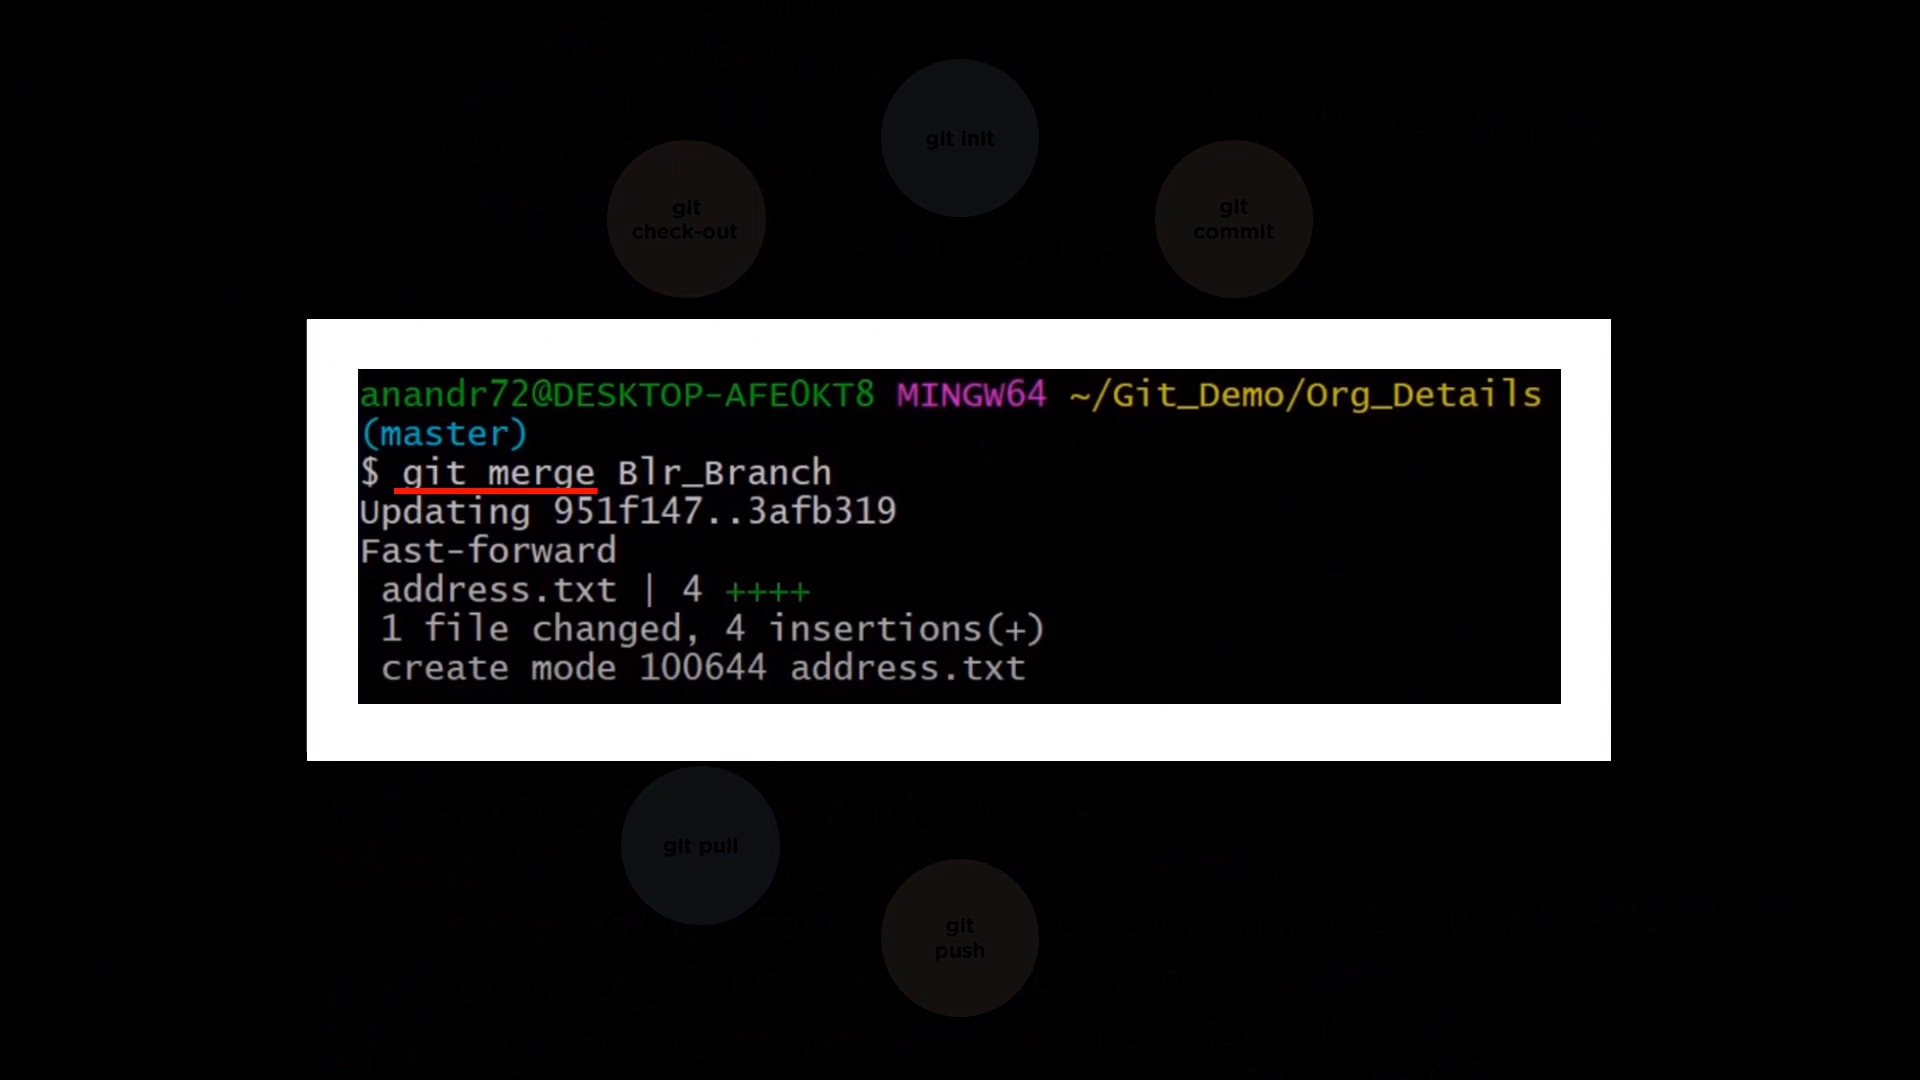 git init
git
check-out
git
commit
anandr72@DESKTOP-AFE0KT8 MINGW64 ~/Git_Demo/Org_Details
(master)
$ git merge Blr_Branch
Updating 951f147..3afb319
Fast-forward
 address.txt | 4 ++++
 1 file changed, 4 insertions(+)
 create mode 100644 address.txt
git pull
git
push